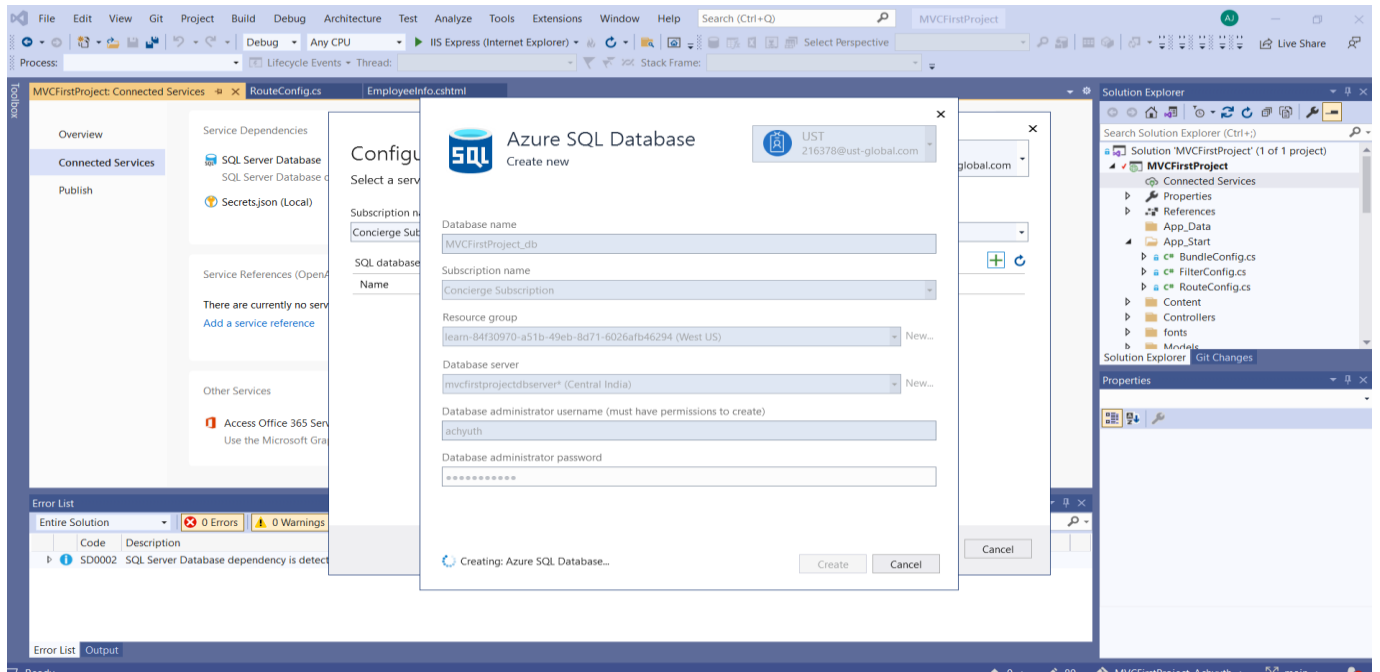 File Edit View Git Project Build Debug Architecture Test Analyze Tools Extensions Window Help Search (Ctrl+Q) MVCFirstProject AJ
Debug Any CPU IIS Express (Internet Explorer) Select Perspective Live Share
Process: Lifecycle Events Thread: Stack Frame:
Toolbox
MVCFirstProject: Connected Services RouteConfig.cs EmployeeInfo.cshtml
Overview
Connected Services
Publish
Service Dependencies
SQL Server Database
SQL Server Database
Secrets.json (Local)
Service References (OpenA
There are currently no serv
Add a service reference
Other Services
Access Office 365 Serv
Use the Microsoft Gra
Configu
Select a serv
Subscription n
Concierge Sub
SQL database
Name
global.com
Cancel
SQL
Azure SQL Database
Create new
UST
216378@ust-global.com
Database name
MVCFirstProject_db
Subscription name
Concierge Subscription
Resource group
learn-84f30970-a51b-49eb-8d71-6026afb46294 (West US) New...
Database server
mvcfirstprojectdbserver* (Central India) New...
Database administrator username (must have permissions to create)
achyuth
Database administrator password
Creating: Azure SQL Database...
Create Cancel
Solution Explorer
Search Solution Explorer (Ctrl+;)
Solution 'MVCFirstProject' (1 of 1 project)
MVCFirstProject
Connected Services
Properties
References
App_Data
App_Start
C# BundleConfig.cs
C# FilterConfig.cs
C# RouteConfig.cs
Content
Controllers
fonts
Models
Solution Explorer Git Changes
Properties
Error List
Entire Solution 0 Errors 0 Warnings
Code Description
SD0002 SQL Server Database dependency is detect
Error List Output
Ready